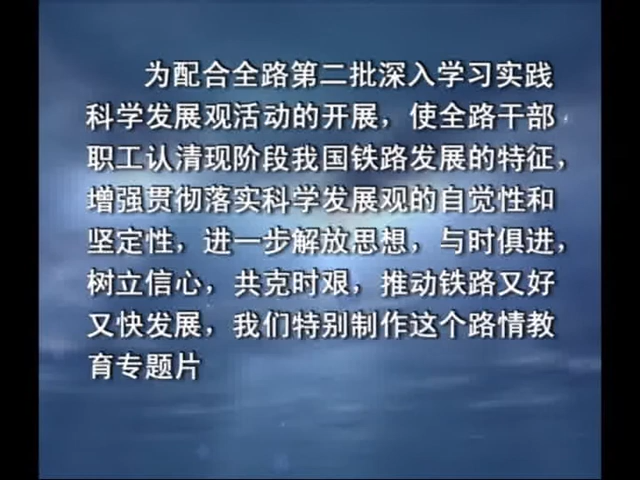 为配合全路第二批深入学习实践
科学发展观活动的开展，使全路干部
职工认清现阶段我国铁路发展的特征，
增强贯彻落实科学发展观的自觉性和
坚定性，进一步解放思想，与时俱进，
树立信心，共克时艰，推动铁路又好
又快发展，我们特别制作这个路情教
育专题片